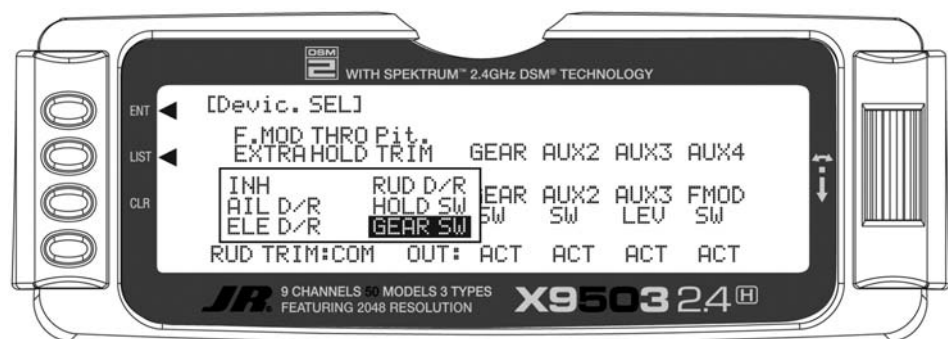 DSM
2
WITH SPEKTRUM™ 2.4GHz DSM® TECHNOLOGY
ENT
LIST
CLR
[Devic. SEL]
F.MOD THRO Pit.
EXTRA HOLD TRIM GEAR AUX2 AUX3 AUX4
INH RUD D/R
AIL D/R HOLD SW
ELE D/R GEAR SW
EAR AUX2 AUX3 FMOD
SW SW LEV SW
RUD TRIM:COM OUT: ACT ACT ACT ACT
JR. 9 CHANNELS 50 MODELS 3 TYPES
FEATURING 2048 RESOLUTION
X9503 2.4 H